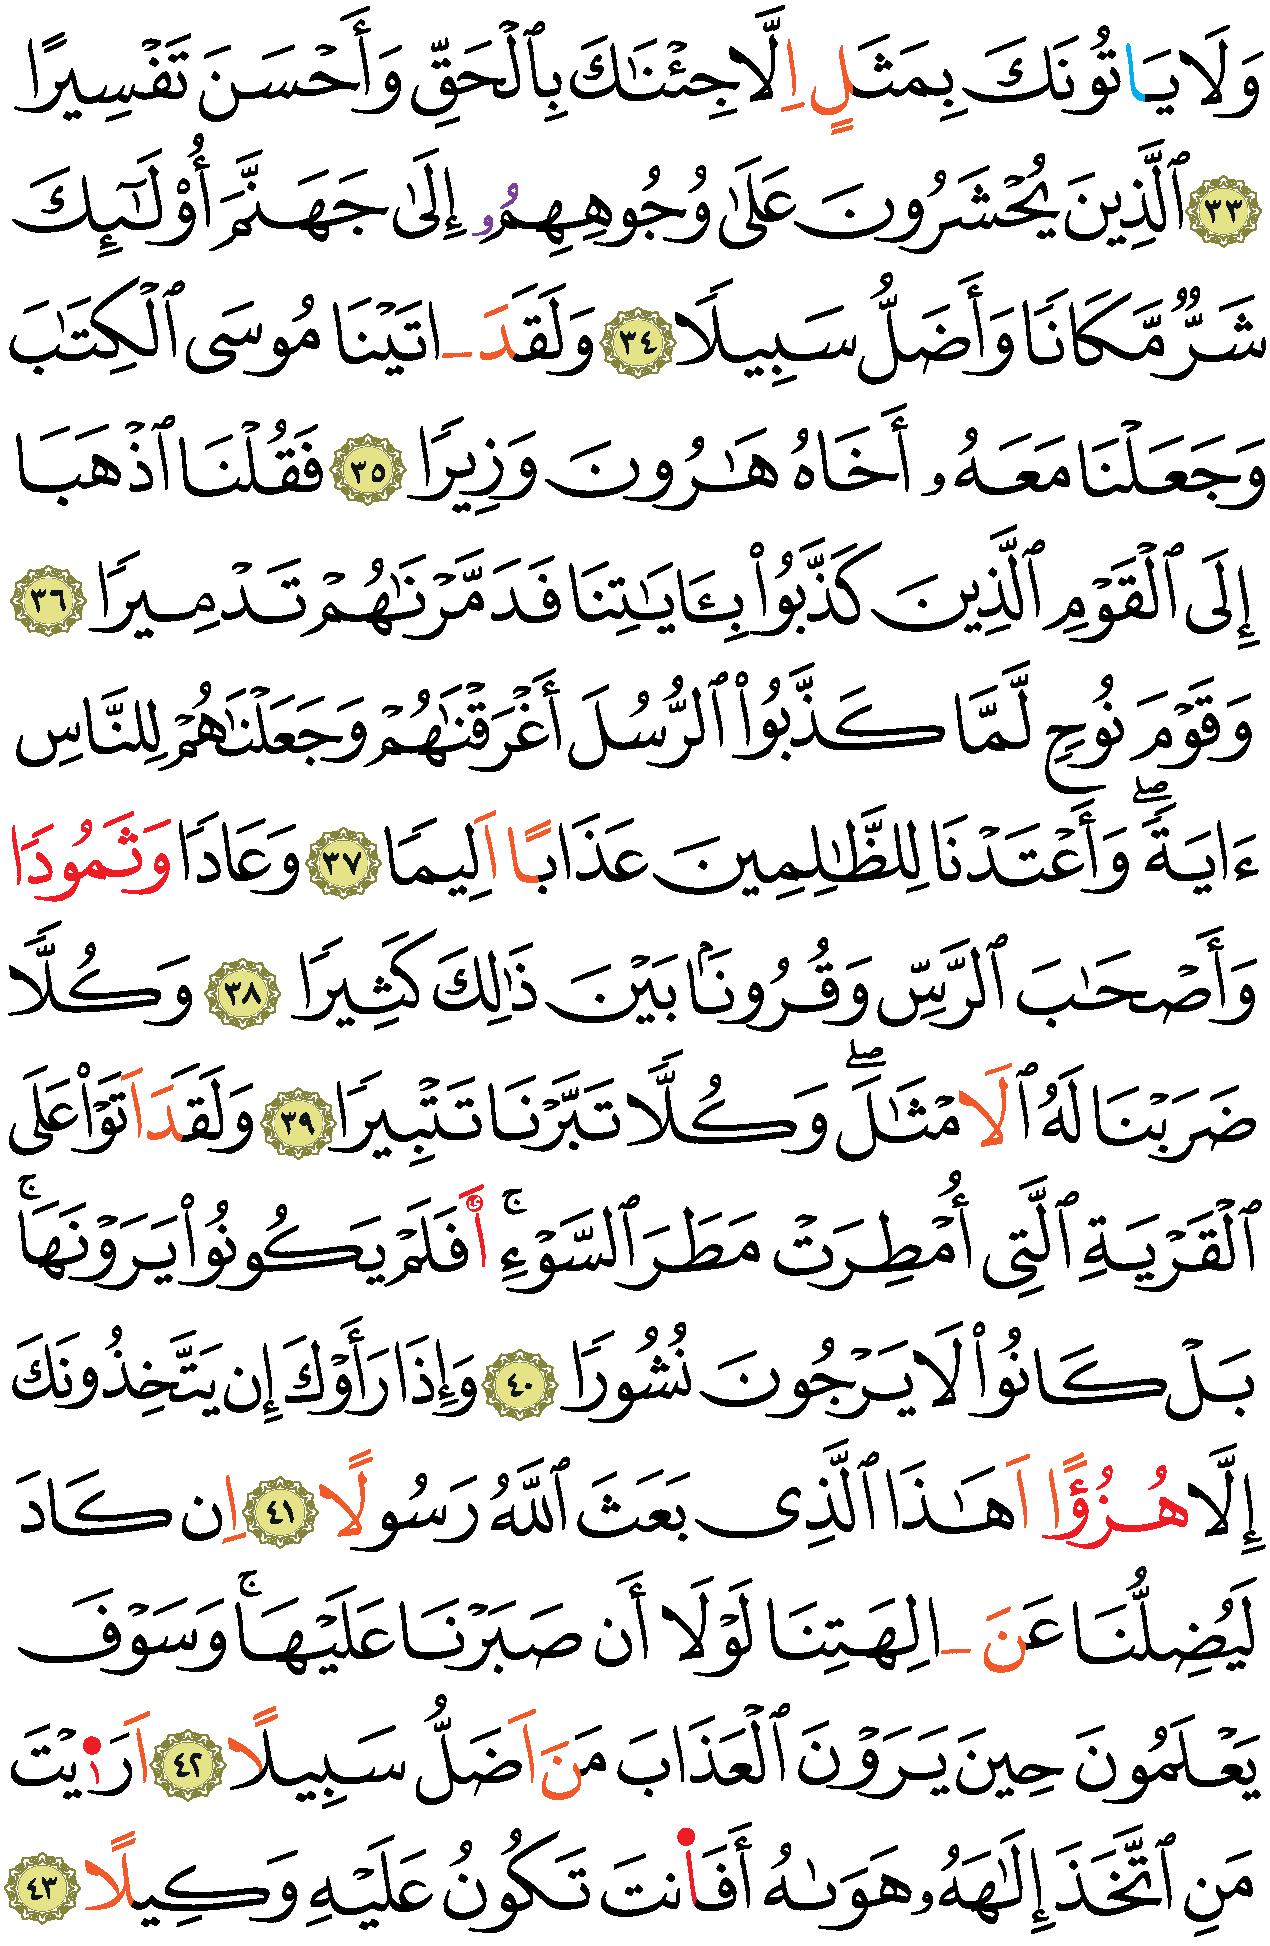 وَلَا يَاتُونَكَ بِمَثَلٍ اِلَّا جِئْنَٰكَ بِالْحَقِّ وَأَحْسَنَ تَفْسِيرًا
٣٣ ٱلَّذِينَ يُحْشَرُونَ عَلَىٰ وُجُوهِهِمُۥ إِلَىٰ جَهَنَّمَ أُوْلَٰٓئِكَ
شَرٌّ مَّكَانًا وَأَضَلُّ سَبِيلًا ٣٤ وَلَقَدَ ـ اتَيْنَا مُوسَى ٱلْكِتَٰبَ
وَجَعَلْنَا مَعَهُۥ أَخَاهُ هَٰرُونَ وَزِيرًا ٣٥ فَقُلْنَا ٱذْهَبَا
إِلَى ٱلْقَوْمِ ٱلَّذِينَ كَذَّبُواْ بِـَٔايَٰتِنَا فَدَمَّرْنَٰهُمْ تَدْمِيرًا ٣٦
وَقَوْمَ نُوحٍ لَّمَّا كَذَّبُواْ ٱلرُّسُلَ أَغْرَقْنَٰهُمْ وَجَعَلْنَٰهُمْ لِلنَّاسِ
ءَايَةً ۖ وَأَعْتَدْنَا لِلظَّٰلِمِينَ عَذَابًا اَلِيمًا ٣٧ وَعَادًا وَثَمُودًا
وَأَصْحَٰبَ ٱلرَّسِّ وَقُرُونًۢا بَيْنَ ذَٰلِكَ كَثِيرًا ٣٨ وَكُلًّا
ضَرَبْنَا لَهُ ٱلَامْثَٰلَ ۖ وَكُلًّا تَبَّرْنَا تَتْبِيرًا ٣٩ وَلَقَدَ اَتَوْاْ عَلَى
ٱلْقَرْيَةِ ٱلَّتِى أُمْطِرَتْ مَطَرَ ٱلسَّوْءِ ۚ أَفَلَمْ يَكُونُواْ يَرَوْنَهَا ۚ
بَلْ كَانُواْ لَا يَرْجُونَ نُشُورًا ٤٠ وَإِذَا رَأَوْكَ إِن يَتَّخِذُونَكَ
إِلَّا هُزُؤًا اَهَٰذَا ٱلَّذِى بَعَثَ ٱللَّهُ رَسُولًا ٤١ اِن كَادَ
لَيُضِلُّنَا عَنَ ـ الِهَتِنَا لَوْلَا أَن صَبَرْنَا عَلَيْهَا ۚ وَسَوْفَ
يَعْلَمُونَ حِينَ يَرَوْنَ ٱلْعَذَابَ مَنَ اَضَلُّ سَبِيلًا ٤٢ اَرَٰيْتَ
مَنِ ٱتَّخَذَ إِلَٰهَهُۥ هَوَىٰهُ أَفَأَنتَ تَكُونُ عَلَيْهِ وَكِيلًا ٤٣